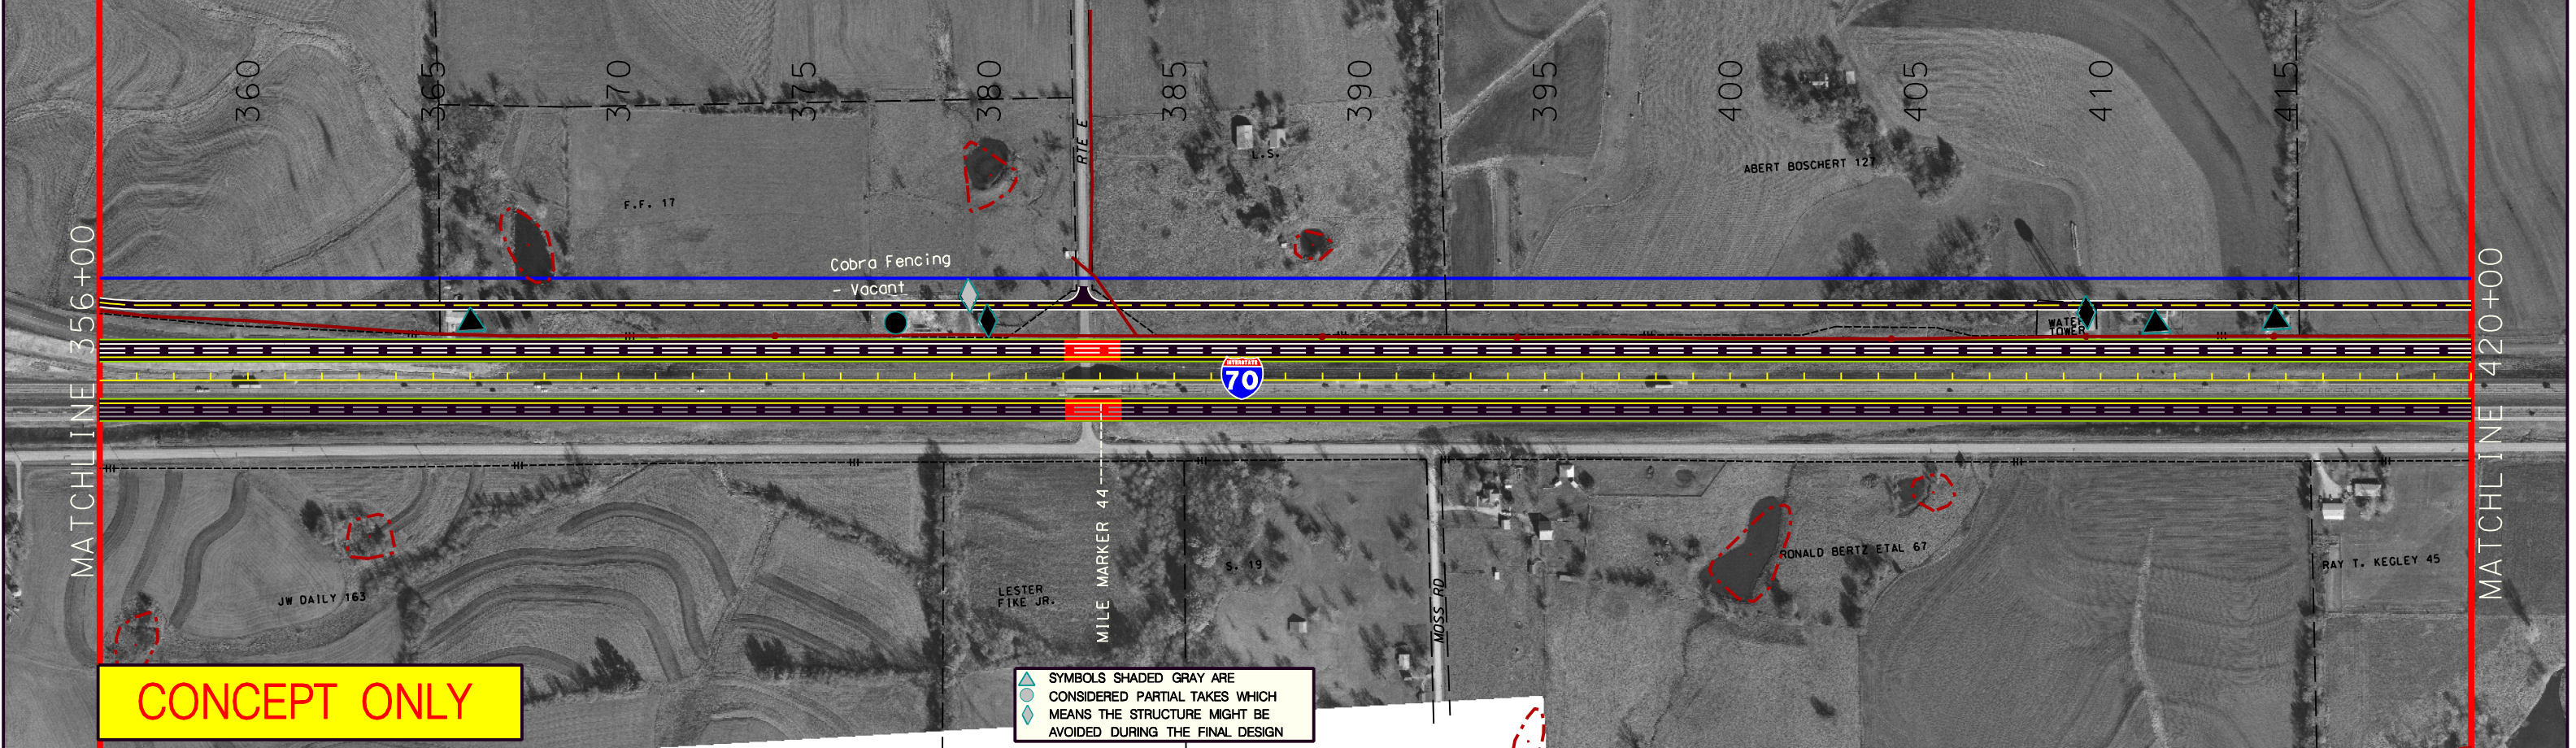 360
365
370
375
380
385
390
395
400
405
410
415
RTE E
L.S.
ABERT BOSCHERT 127
F.F. 17
Cobra Fencing
- Vacant
WATER
TOWER
MATCHLINE 356+00
MATCHLINE 420+00
INTERSTATE
70
MILE MARKER 44
JW DAILY 163
LESTER
FIKE JR.
S. 19
MOSS RD
RONALD BERTZ ETAL 67
RAY T. KEGLEY 45
CONCEPT ONLY
SYMBOLS SHADED GRAY ARE
CONSIDERED PARTIAL TAKES WHICH
MEANS THE STRUCTURE MIGHT BE
AVOIDED DURING THE FINAL DESIGN